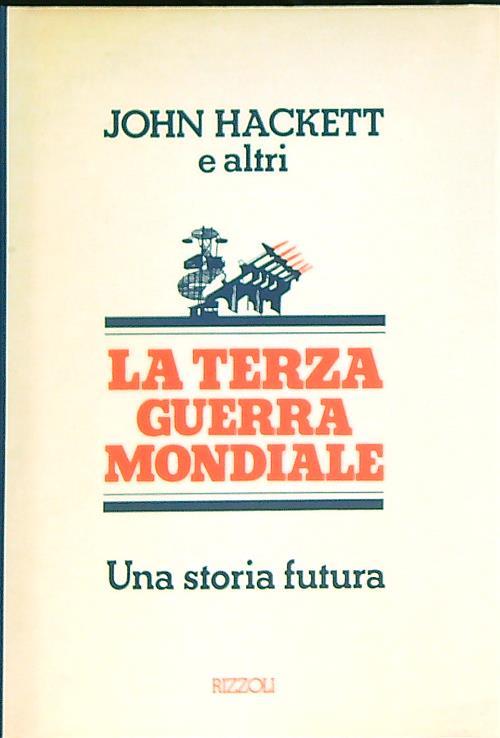 JOHN HACKETT
e altri
LA TERZA
GUERRA
MONDIALE
Una storia futura
RIZZOLI